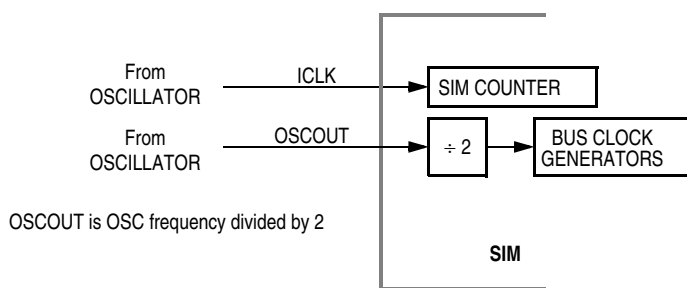 From
OSCILLATOR
ICLK
SIM COUNTER
From
OSCILLATOR
OSCOUT
÷ 2
BUS CLOCK
GENERATORS
OSCOUT is OSC frequency divided by 2
SIM